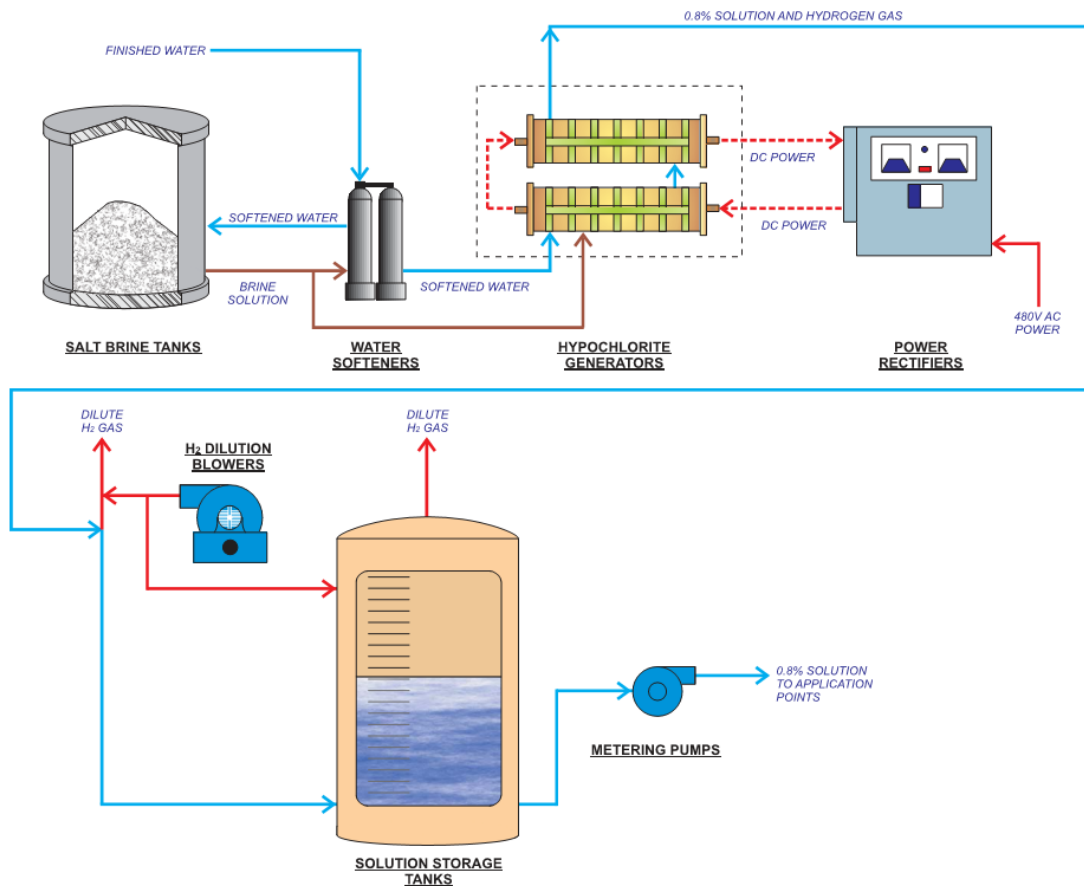 0.8% SOLUTION AND HYDROGEN GAS
FINISHED WATER
SOFTENED WATER
DC POWER
DC POWER
BRINE
SOLUTION
SOFTENED WATER
480V AC
POWER
SALT BRINE TANKS
WATER
SOFTENERS
HYPOCHLORITE
GENERATORS
POWER
RECTIFIERS
DILUTE
H₂ GAS
H₂ DILUTION
BLOWERS
DILUTE
H₂ GAS
0.8% SOLUTION
TO APPLICATION
POINTS
METERING PUMPS
SOLUTION STORAGE
TANKS